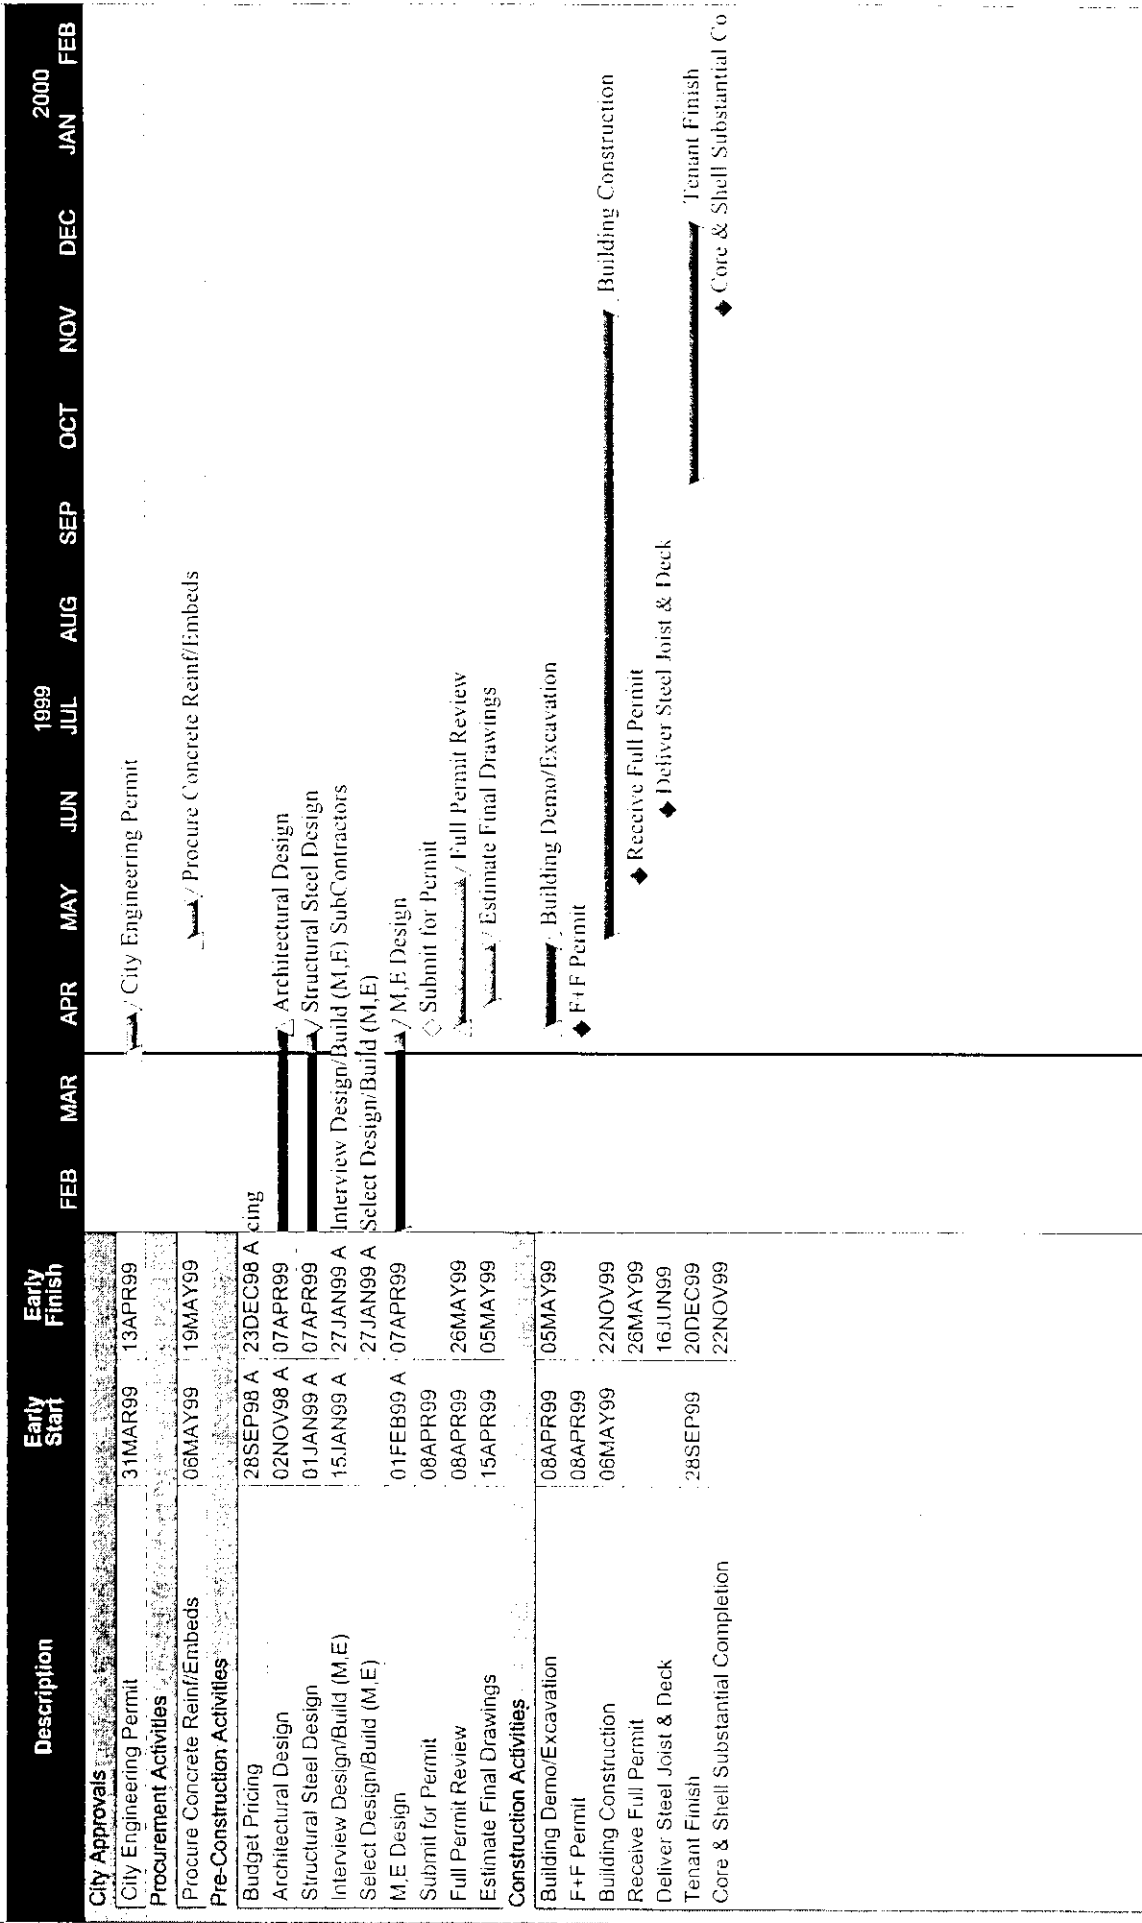 Description Early Start Early Finish 1999 2000
FEB MAR APR MAY JUN JUL AUG SEP OCT NOV DEC JAN FEB
City Approvals
City Engineering Permit 31MAR99 13APR99 City Engineering Permit
Procurement Activities
Procure Concrete Reinf/Embeds 06MAY99 19MAY99 Procure Concrete Reinf/Embeds
Pre-Construction Activities
Budget Pricing 28SEP98 A 23DEC98 A cing
Architectural Design 02NOV98 A 07APR99 Architectural Design
Structural Steel Design 01JAN99 A 07APR99 Structural Steel Design
Interview Design/Build (M,E) 15JAN99 A 27JAN99 A Interview Design/Build (M,E) SubContractors
Select Design/Build (M,E) 27JAN99 A Select Design/Build (M,E)
M,E Design 01FEB99 A 07APR99 M,E Design
Submit for Permit 08APR99 Submit for Permit
Full Permit Review 08APR99 26MAY99 Full Permit Review
Estimate Final Drawings 15APR99 05MAY99 Estimate Final Drawings
Construction Activities
Building Demo/Excavation 08APR99 05MAY99 Building Demo/Excavation
F+F Permit 08APR99 F+F Permit
Building Construction 06MAY99 22NOV99 Building Construction
Receive Full Permit 26MAY99 Receive Full Permit
Deliver Steel Joist & Deck 16JUN99 Deliver Steel Joist & Deck
Tenant Finish 28SEP99 20DEC99 Tenant Finish
Core & Shell Substantial Completion 22NOV99 Core & Shell Substantial Co